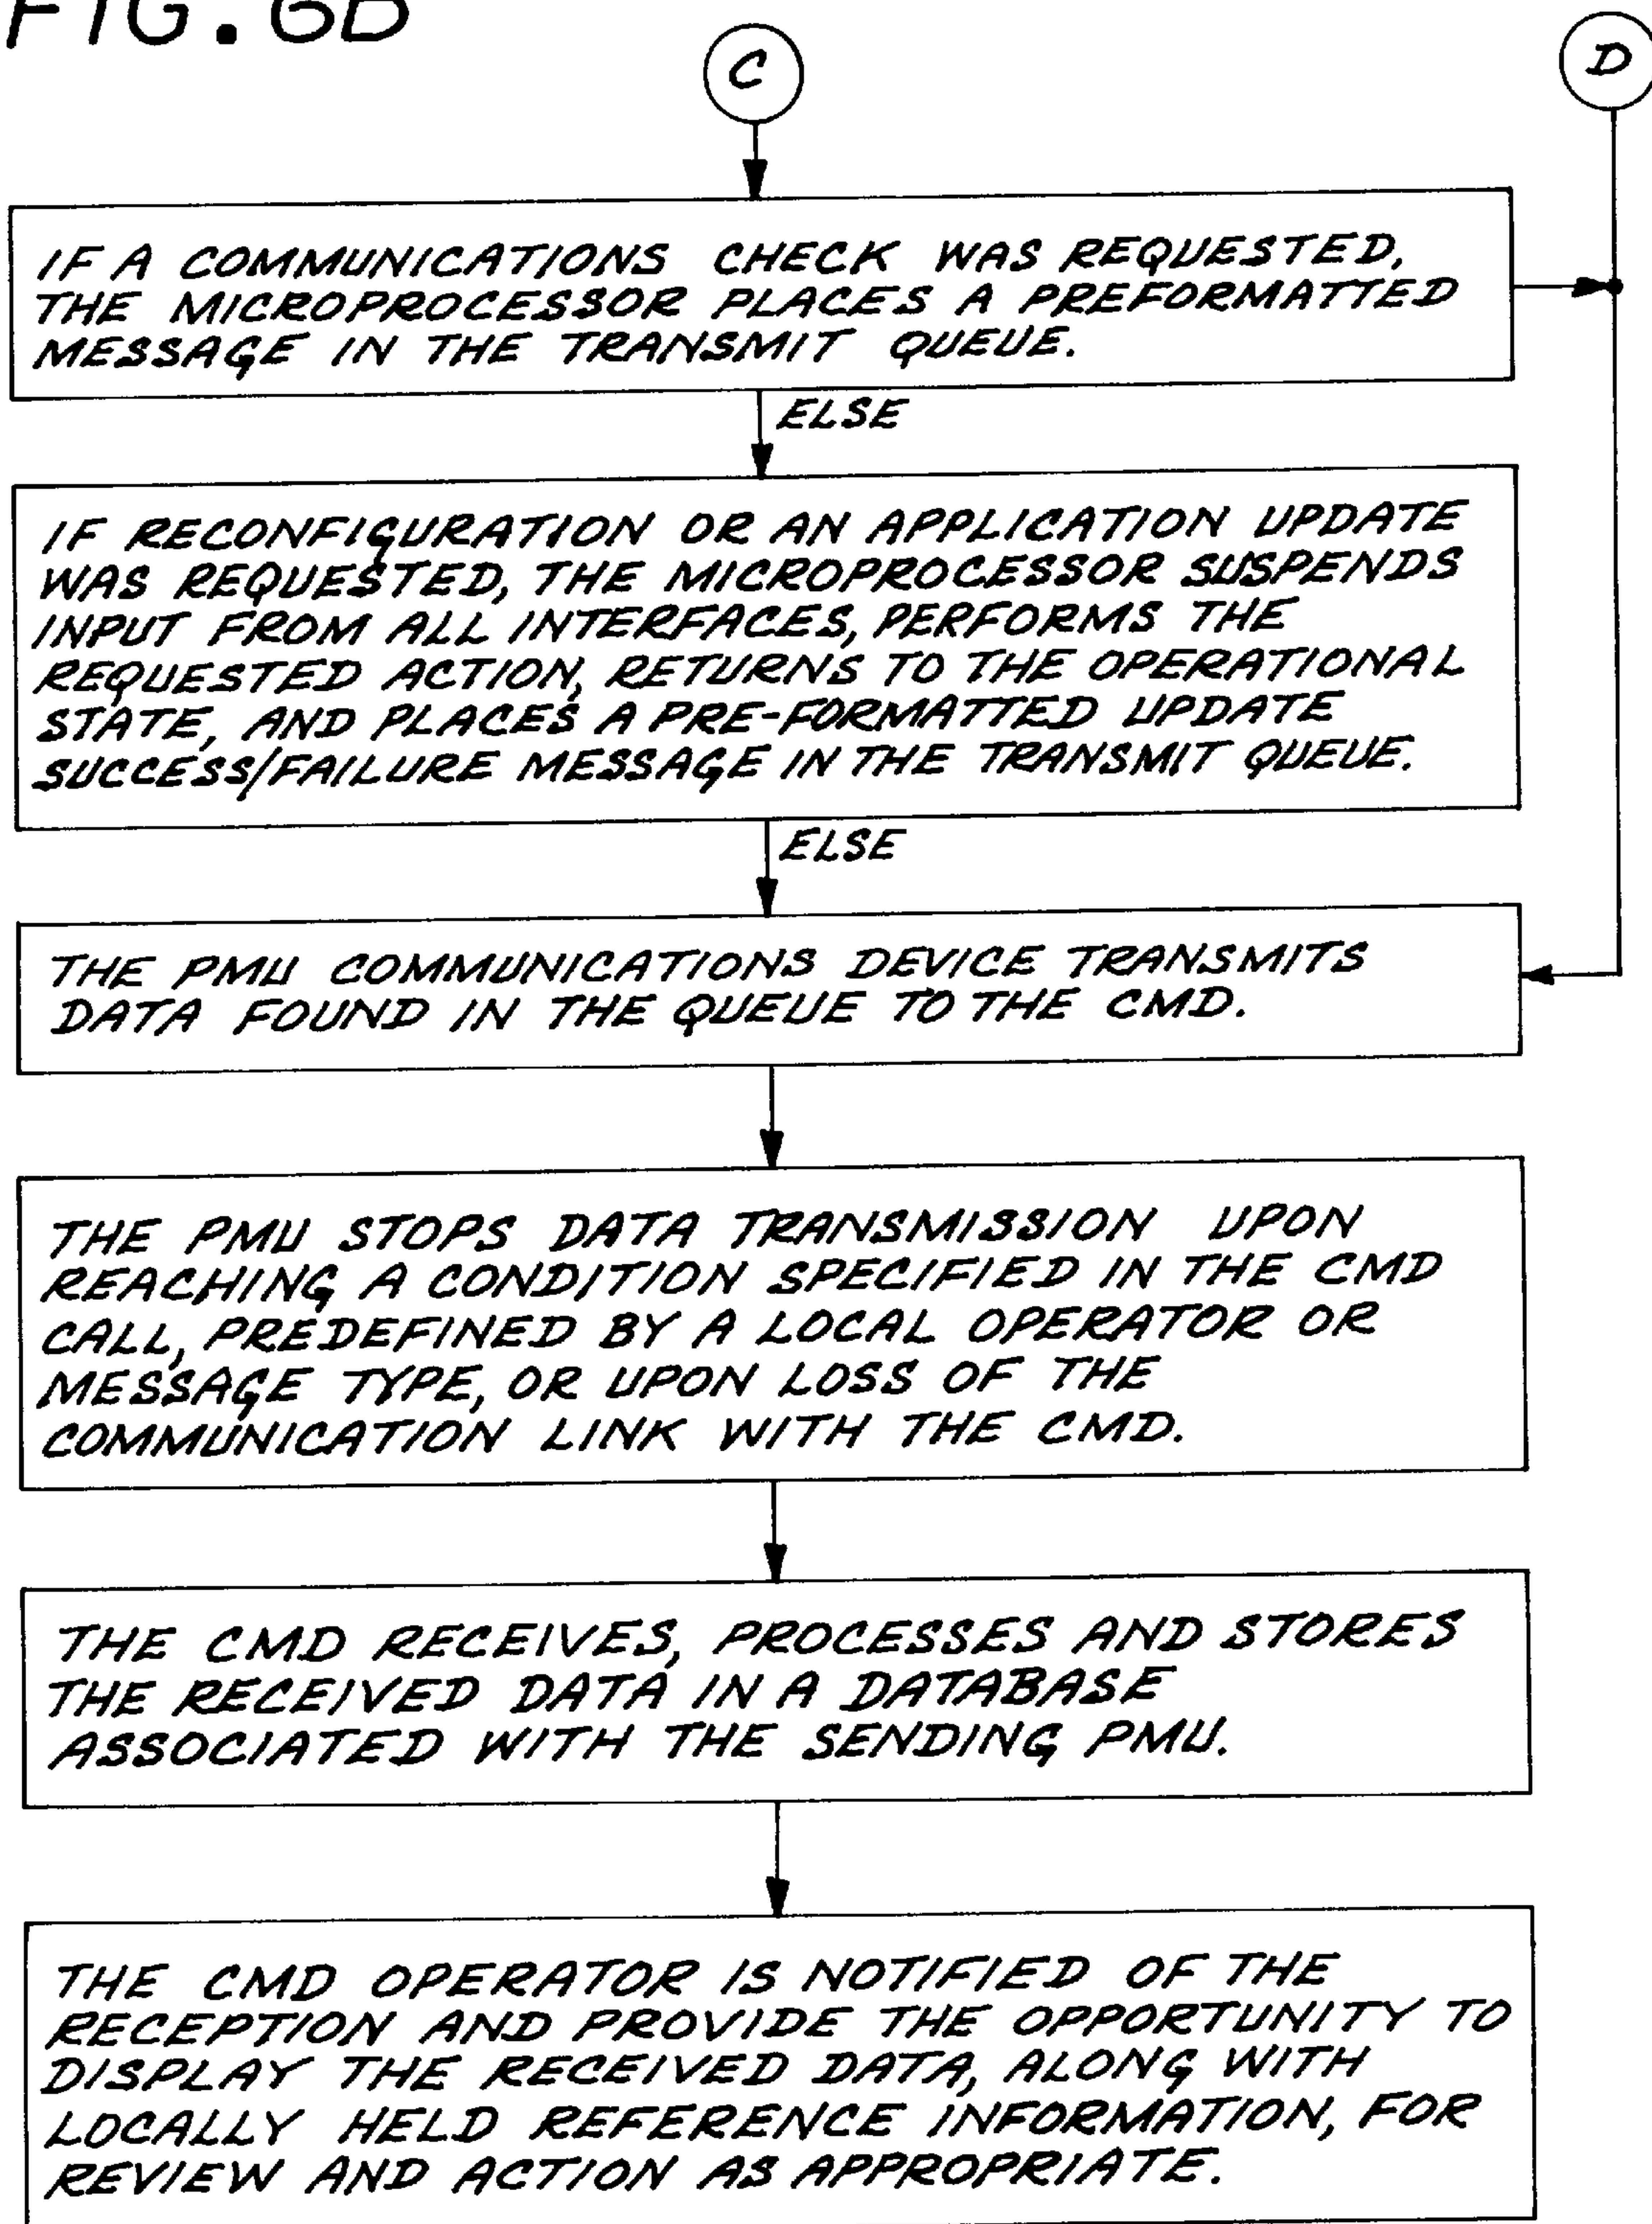 FIG. 6B
C
D
IF A COMMUNICATIONS CHECK WAS REQUESTED,
THE MICROPROCESSOR PLACES A PREFORMATTED
MESSAGE IN THE TRANSMIT QUEUE.
ELSE
IF RECONFIGURATION OR AN APPLICATION UPDATE
WAS REQUESTED, THE MICROPROCESSOR SUSPENDS
INPUT FROM ALL INTERFACES, PERFORMS THE
REQUESTED ACTION, RETURNS TO THE OPERATIONAL
STATE, AND PLACES A PRE-FORMATTED UPDATE
SUCCESS/FAILURE MESSAGE IN THE TRANSMIT QUEUE.
ELSE
THE PMU COMMUNICATIONS DEVICE TRANSMITS
DATA FOUND IN THE QUEUE TO THE CMD.
THE PMU STOPS DATA TRANSMISSION UPON
REACHING A CONDITION SPECIFIED IN THE CMD
CALL, PREDEFINED BY A LOCAL OPERATOR OR
MESSAGE TYPE, OR UPON LOSS OF THE
COMMUNICATION LINK WITH THE CMD.
THE CMD RECEIVES, PROCESSES AND STORES
THE RECEIVED DATA IN A DATABASE
ASSOCIATED WITH THE SENDING PMU.
THE CMD OPERATOR IS NOTIFIED OF THE
RECEPTION AND PROVIDE THE OPPORTUNITY TO
DISPLAY THE RECEIVED DATA, ALONG WITH
LOCALLY HELD REFERENCE INFORMATION, FOR
REVIEW AND ACTION AS APPROPRIATE.